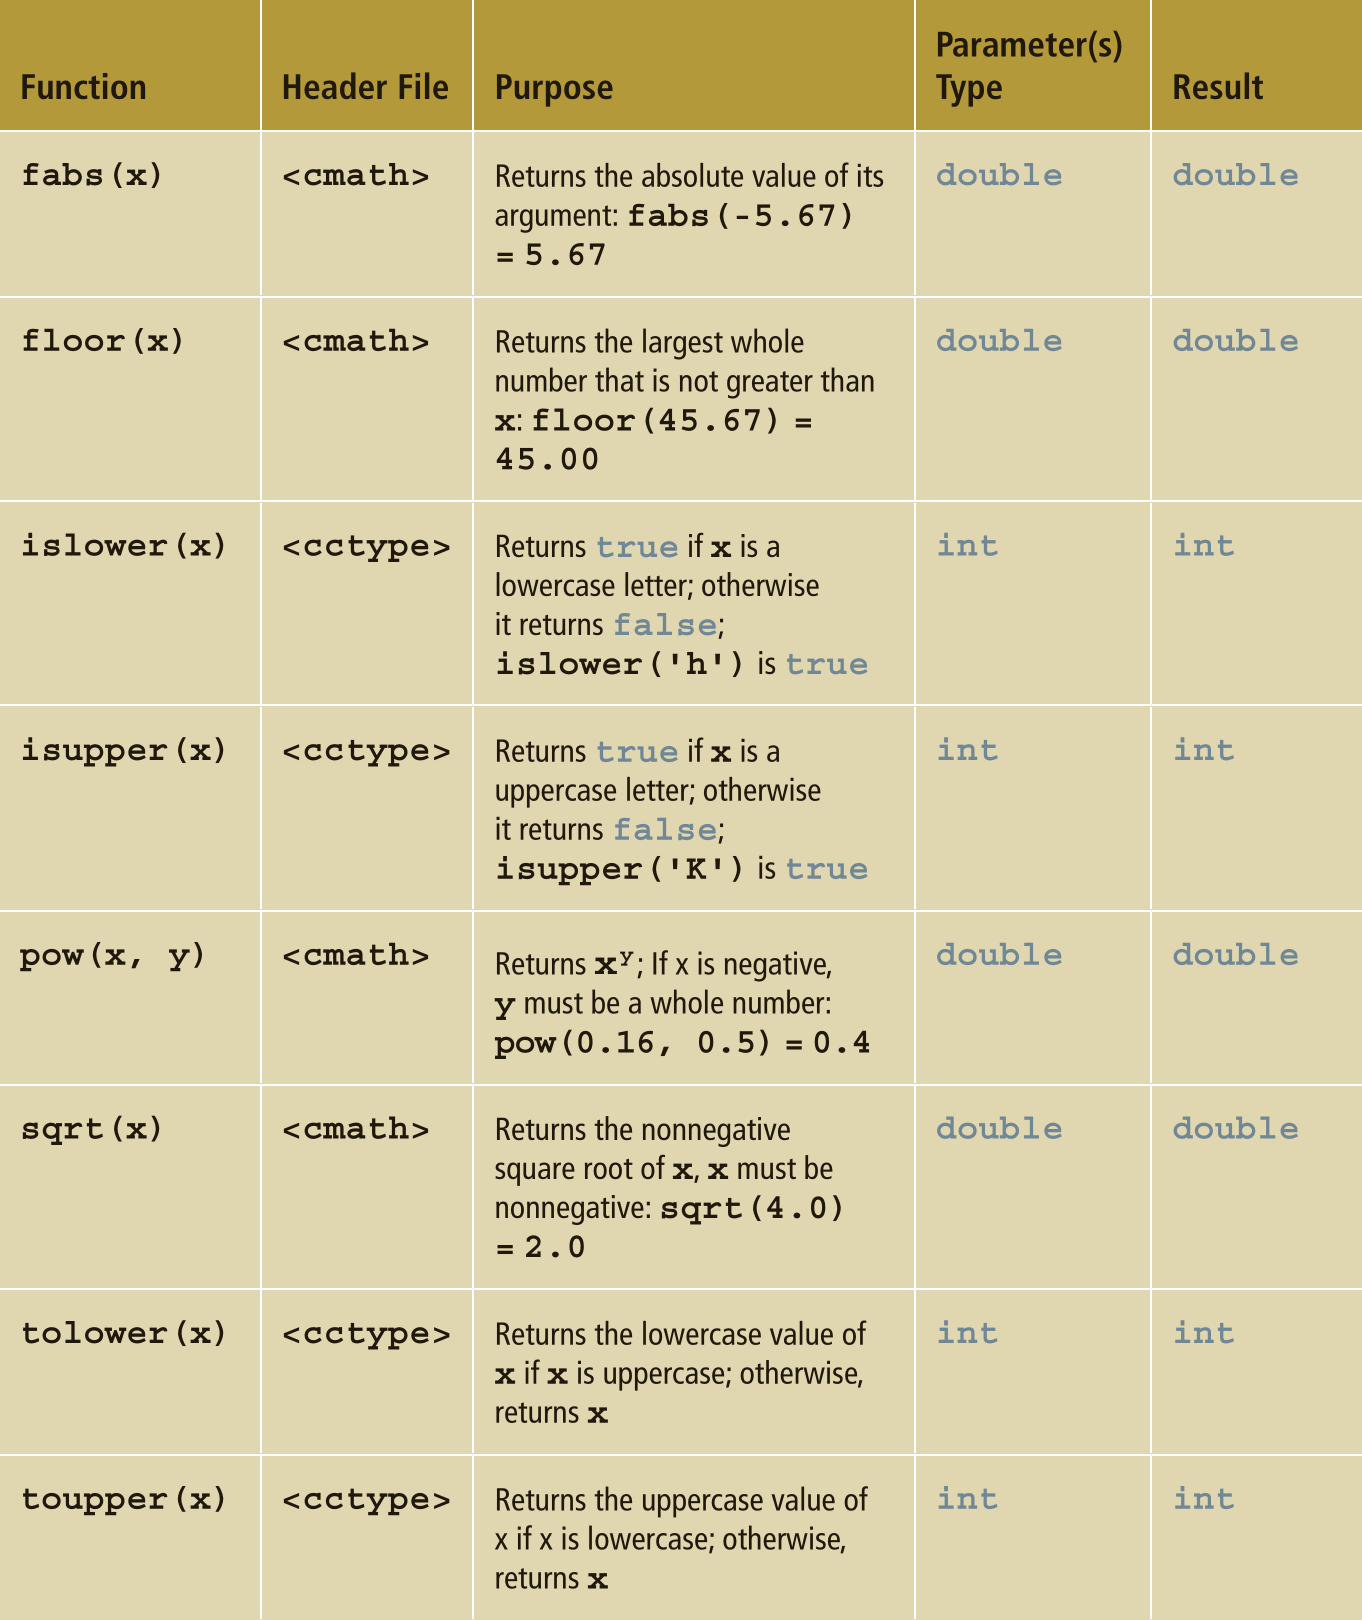 Function Header File Purpose Parameter(s) Type Result
fabs(x) <cmath> Returns the absolute value of its double double
argument: fabs(-5.67)
= 5.67
floor(x) <cmath> Returns the largest whole double double
number that is not greater than
x: floor(45.67) =
45.00
islower(x) <cctype> Returns true if x is a int int
lowercase letter; otherwise
it returns false;
islower('h') is true
isupper(x) <cctype> Returns true if x is a int int
uppercase letter; otherwise
it returns false;
isupper('K') is true
pow(x, y) <cmath> Returns xʸ; If x is negative, double double
y must be a whole number:
pow(0.16, 0.5) = 0.4
sqrt(x) <cmath> Returns the nonnegative double double
square root of x, x must be
nonnegative: sqrt(4.0)
= 2.0
tolower(x) <cctype> Returns the lowercase value of int int
x if x is uppercase; otherwise,
returns x
toupper(x) <cctype> Returns the uppercase value of int int
x if x is lowercase; otherwise,
returns x